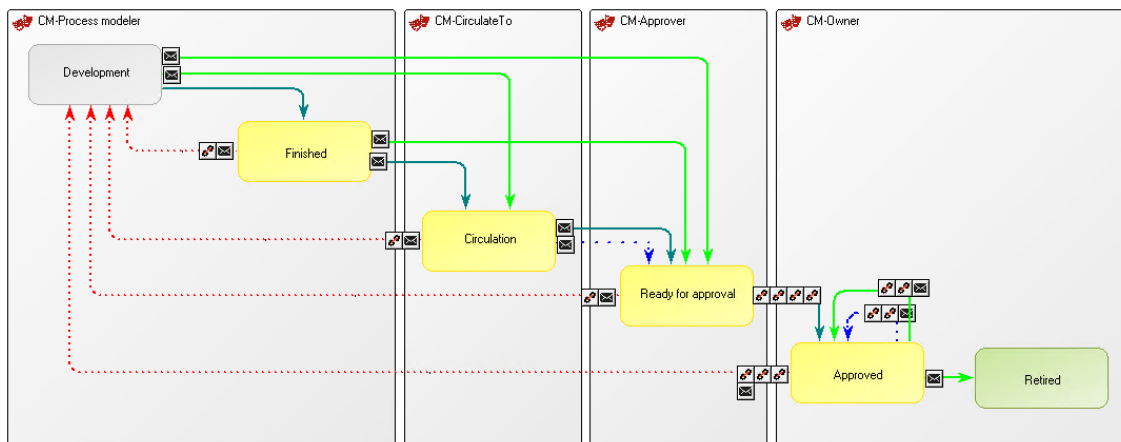 CM-Process modeler
CM-CirculateTo
CM-Approver
CM-Owner
Development
Finished
Circulation
Ready for approval
Approved
Retired